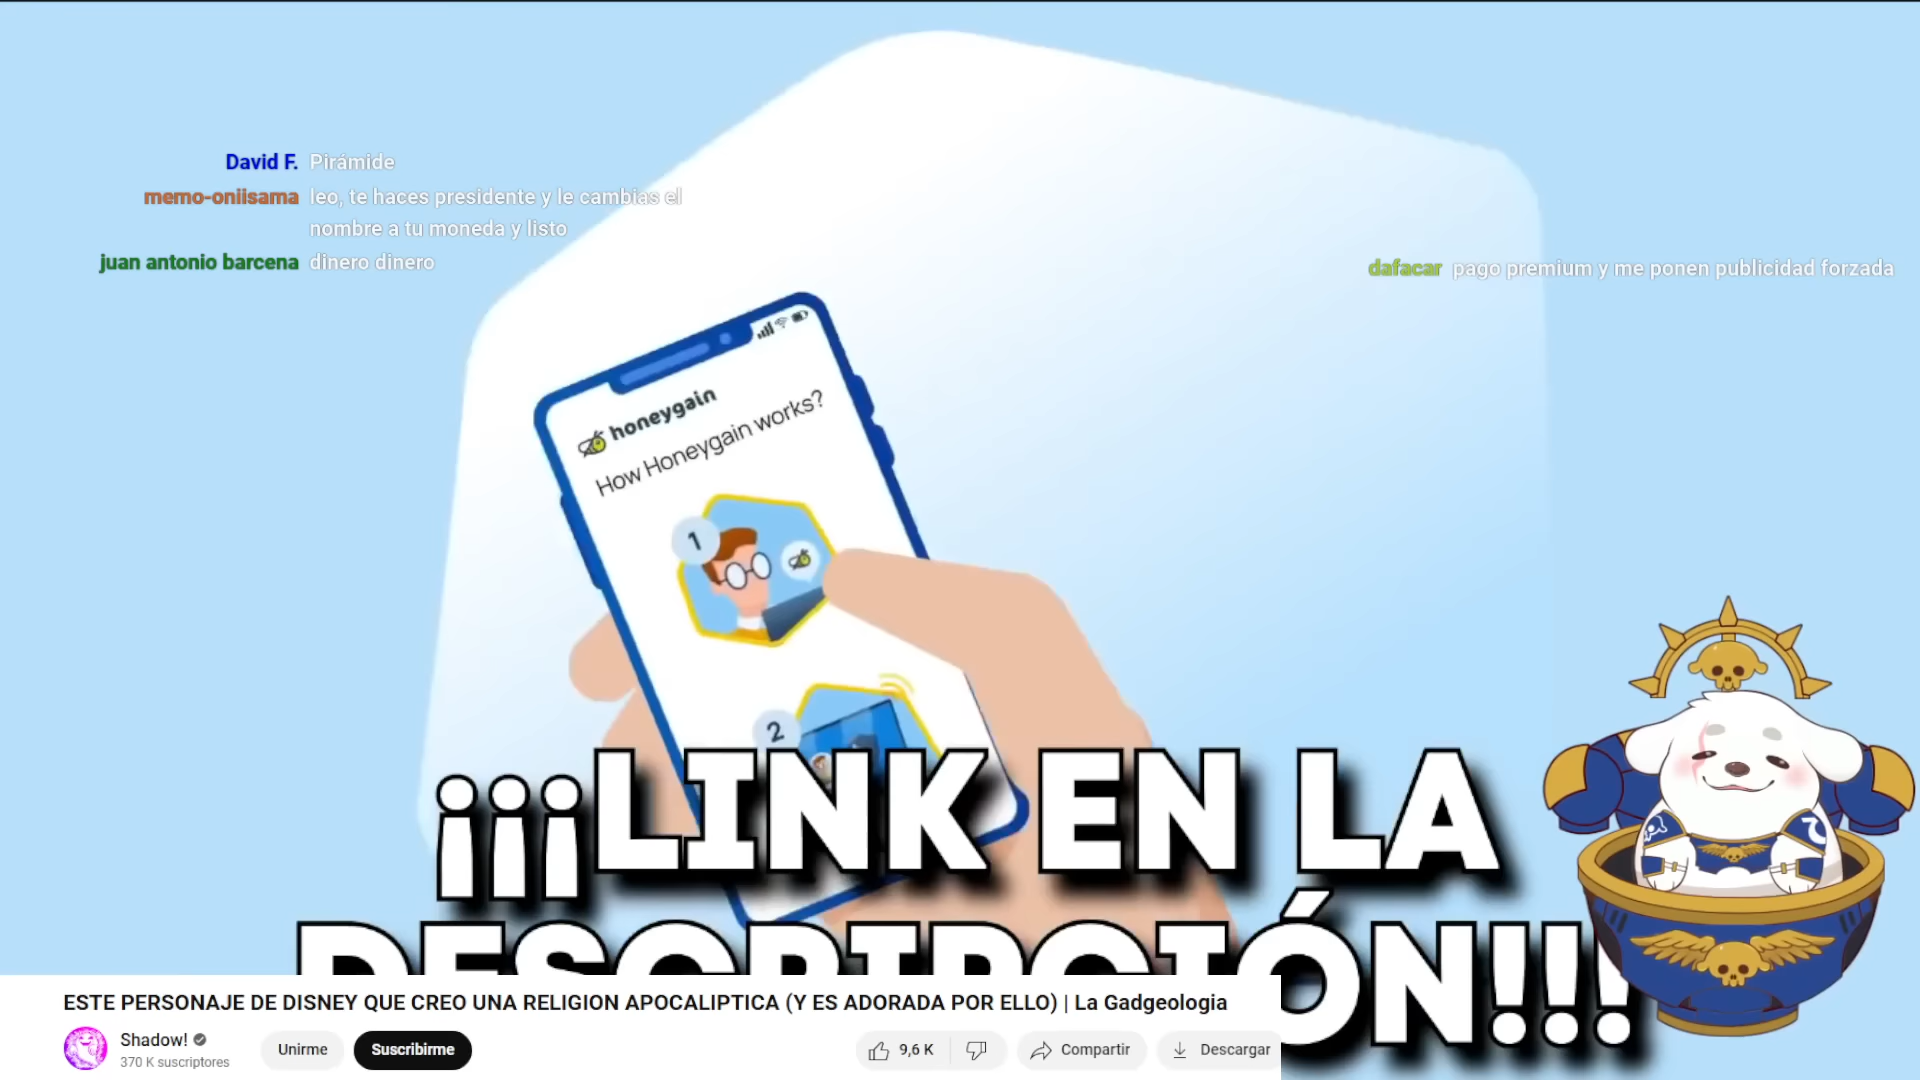 David F. Pirámide
memo-oniisama leo, te haces presidente y le cambias el
nombre a tu moneda y listo
juan antonio barcena dinero dinero
dafacar pago premium y me ponen publicidad forzada
honeygain
How Honeygain works?
1
2
¡¡¡LINK EN LA
DESCRIPCIÓN!!!
ESTE PERSONAJE DE DISNEY QUE CREO UNA RELIGION APOCALIPTICA (Y ES ADORADA POR ELLO) | La Gadgeologia
Shadow!
370 K suscriptores
Unirme
Suscribirme
9,6 K
Compartir
Descargar